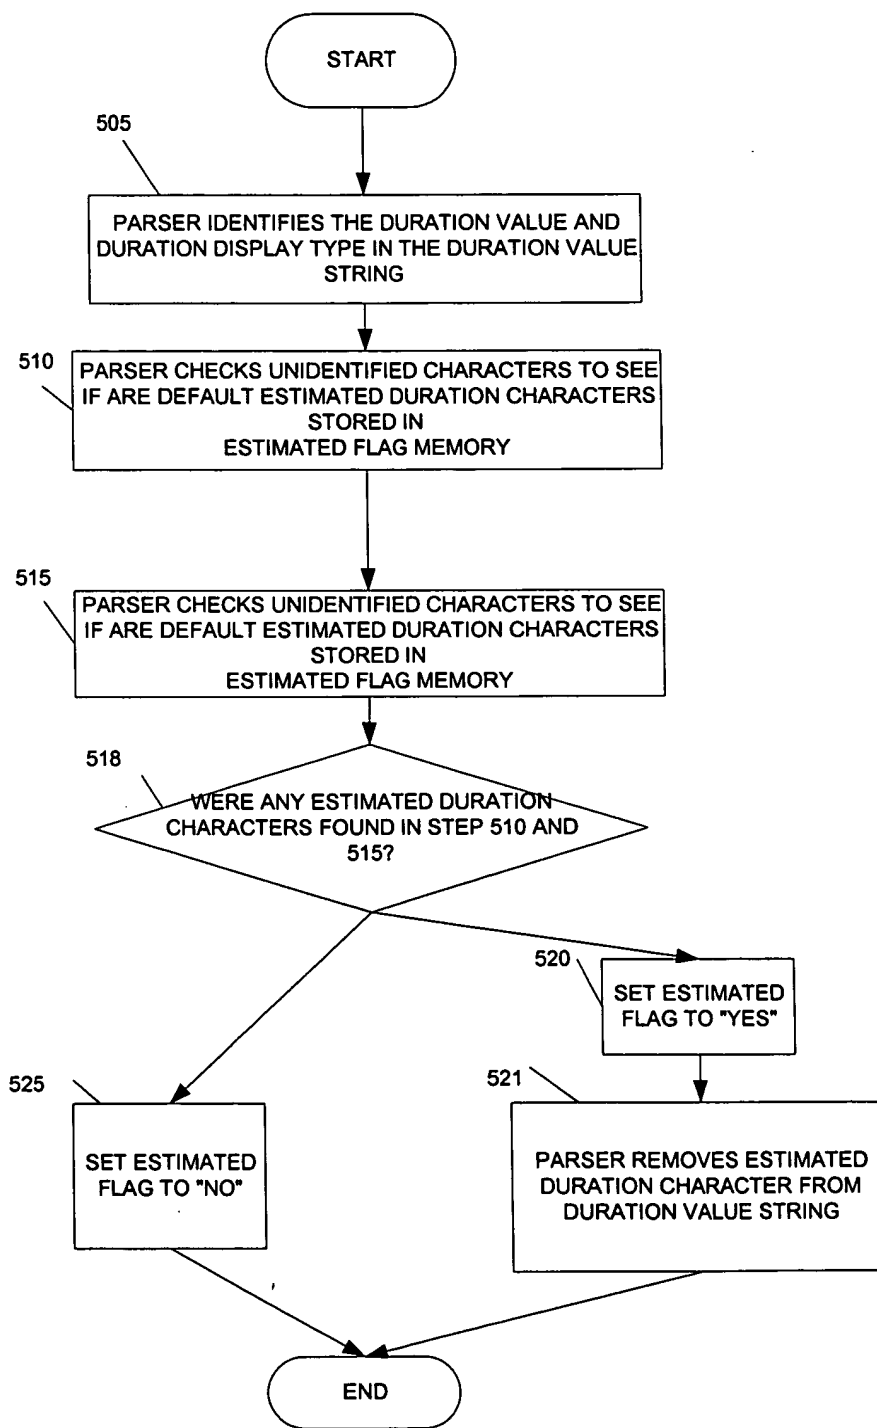 START
505
PARSER IDENTIFIES THE DURATION VALUE AND
DURATION DISPLAY TYPE IN THE DURATION VALUE
STRING
510
PARSER CHECKS UNIDENTIFIED CHARACTERS TO SEE
IF ARE DEFAULT ESTIMATED DURATION CHARACTERS
STORED IN
ESTIMATED FLAG MEMORY
515
PARSER CHECKS UNIDENTIFIED CHARACTERS TO SEE
IF ARE DEFAULT ESTIMATED DURATION CHARACTERS
STORED IN
ESTIMATED FLAG MEMORY
518
WERE ANY ESTIMATED DURATION
CHARACTERS FOUND IN STEP 510 AND
515?
520
SET ESTIMATED
FLAG TO "YES"
525
SET ESTIMATED
FLAG TO "NO"
521
PARSER REMOVES ESTIMATED
DURATION CHARACTER FROM
DURATION VALUE STRING
END